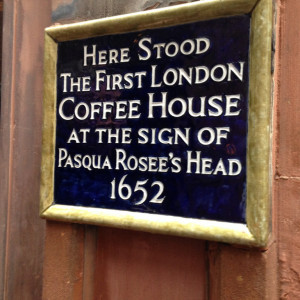 Here Stood
The First London
Coffee House
at the sign of
Pasqua Rosee's Head
1652